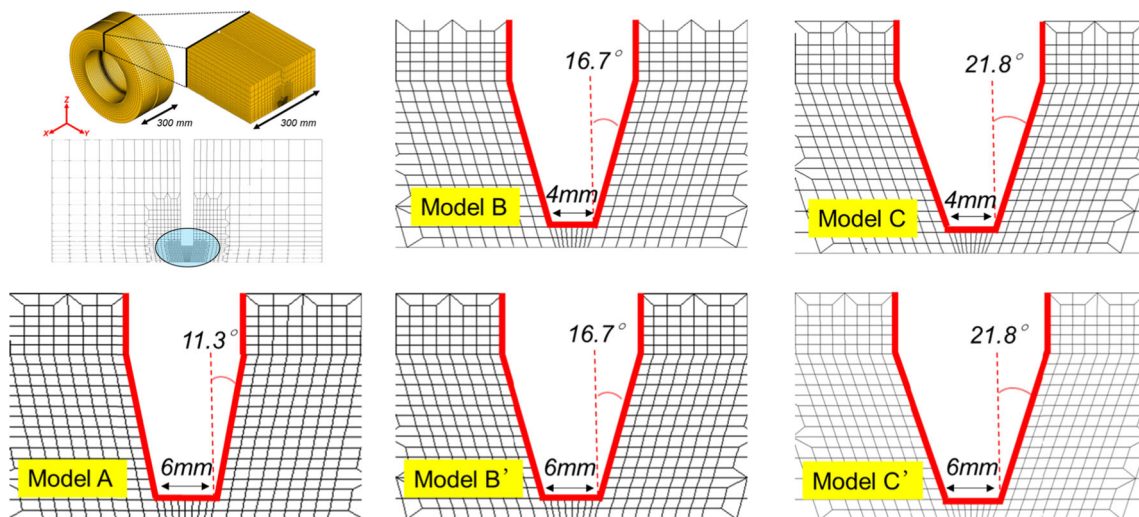 Z
X
Y
300 mm
300 mm
16.7°
4mm
Model B
21.8°
4mm
Model C
11.3°
6mm
Model A
16.7°
6mm
Model B’
21.8°
6mm
Model C’